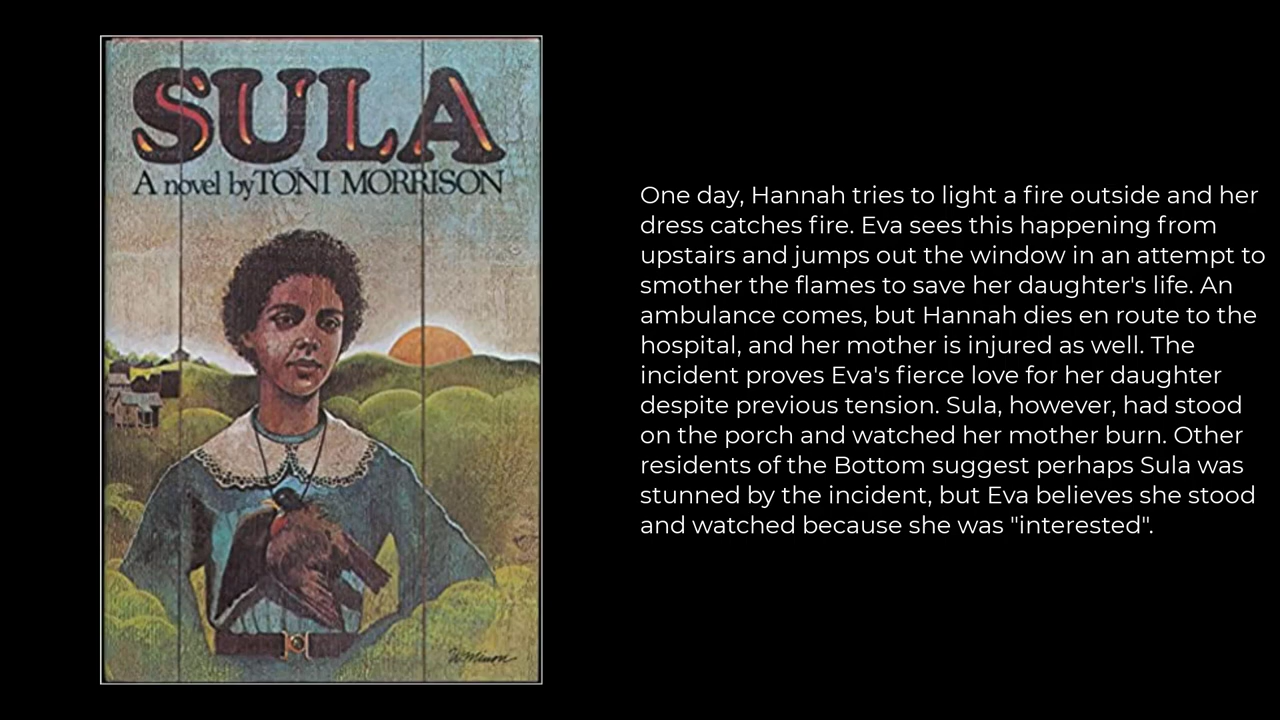 SULA
A novel by TONI MORRISON
One day, Hannah tries to light a fire outside and her
dress catches fire. Eva sees this happening from
upstairs and jumps out the window in an attempt to
smother the flames to save her daughter's life. An
ambulance comes, but Hannah dies en route to the
hospital, and her mother is injured as well. The
incident proves Eva's fierce love for her daughter
despite previous tension. Sula, however, had stood
on the porch and watched her mother burn. Other
residents of the Bottom suggest perhaps Sula was
stunned by the incident, but Eva believes she stood
and watched because she was "interested".